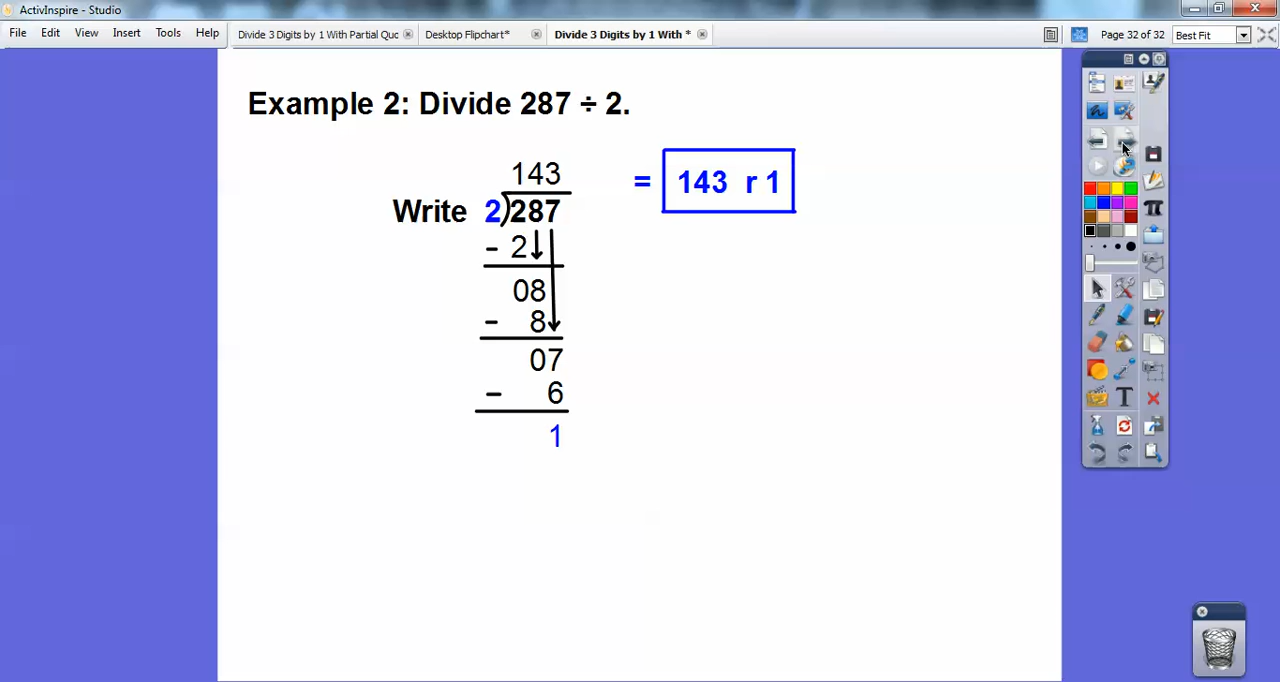 ActivInspire - Studio
File Edit View Insert Tools Help
Divide 3 Digits by 1 With Partial Quc
Desktop Flipchart*
Divide 3 Digits by 1 With *
Page 32 of 32
Best Fit
Example 2: Divide 287 ÷ 2.
143
= 143 r 1
Write 2)287
- 2
08
- 8
07
- 6
1